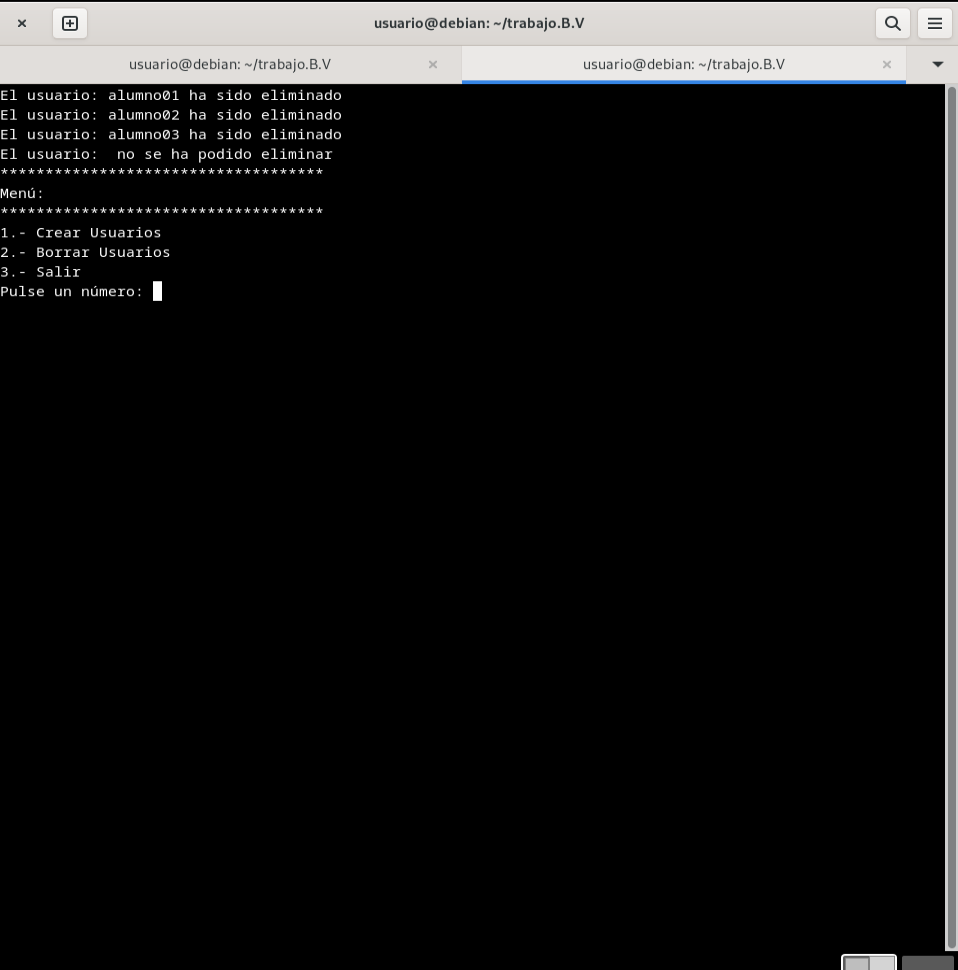 usuario@debian: ~/trabajo.B.V
usuario@debian: ~/trabajo.B.V
usuario@debian: ~/trabajo.B.V
El usuario: alumno01 ha sido eliminado
El usuario: alumno02 ha sido eliminado
El usuario: alumno03 ha sido eliminado
El usuario:  no se ha podido eliminar
************************************
Menú:
************************************
1.- Crear Usuarios
2.- Borrar Usuarios
3.- Salir
Pulse un número: